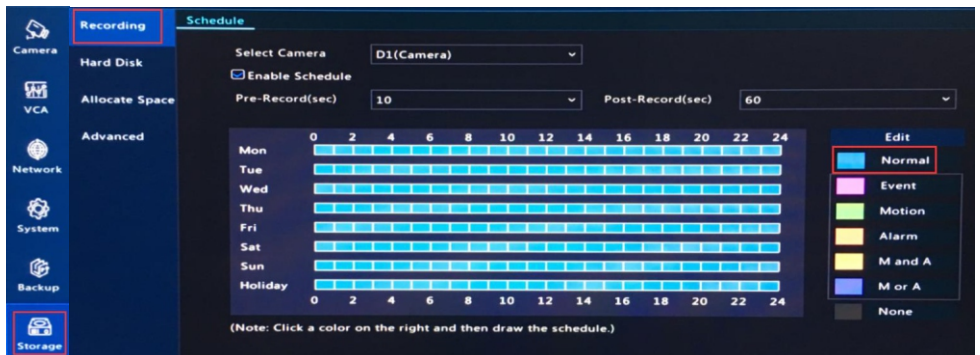 Camera
VCA
Network
System
Backup
Storage
Recording
Hard Disk
Allocate Space
Advanced
Schedule
Select Camera D1(Camera)
Enable Schedule
Pre-Record(sec) 10 Post-Record(sec) 60
0 2 4 6 8 10 12 14 16 18 20 22 24
Mon
Tue
Wed
Thu
Fri
Sat
Sun
Holiday
0 2 4 6 8 10 12 14 16 18 20 22 24
(Note: Click a color on the right and then draw the schedule.)
Edit
Normal
Event
Motion
Alarm
M and A
M or A
None